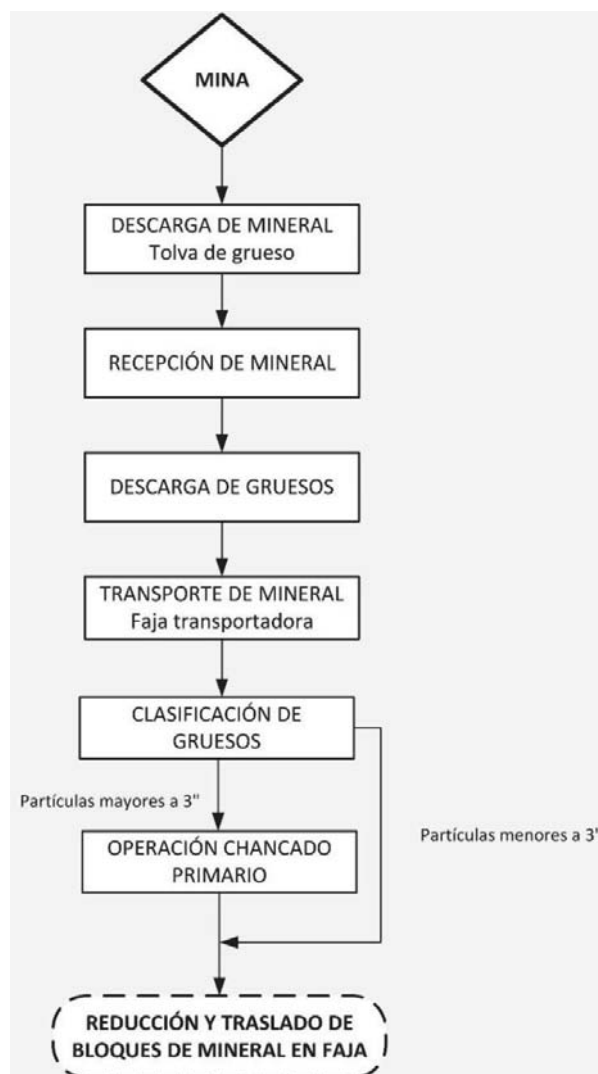 MINA
DESCARGA DE MINERAL
Tolva de grueso
RECEPCIÓN DE MINERAL
DESCARGA DE GRUESOS
TRANSPORTE DE MINERAL
Faja transportadora
CLASIFICACIÓN DE
GRUESOS
Partículas mayores a 3"
Partículas menores a 3"
OPERACIÓN CHANCADO
PRIMARIO
REDUCCIÓN Y TRASLADO DE
BLOQUES DE MINERAL EN FAJA